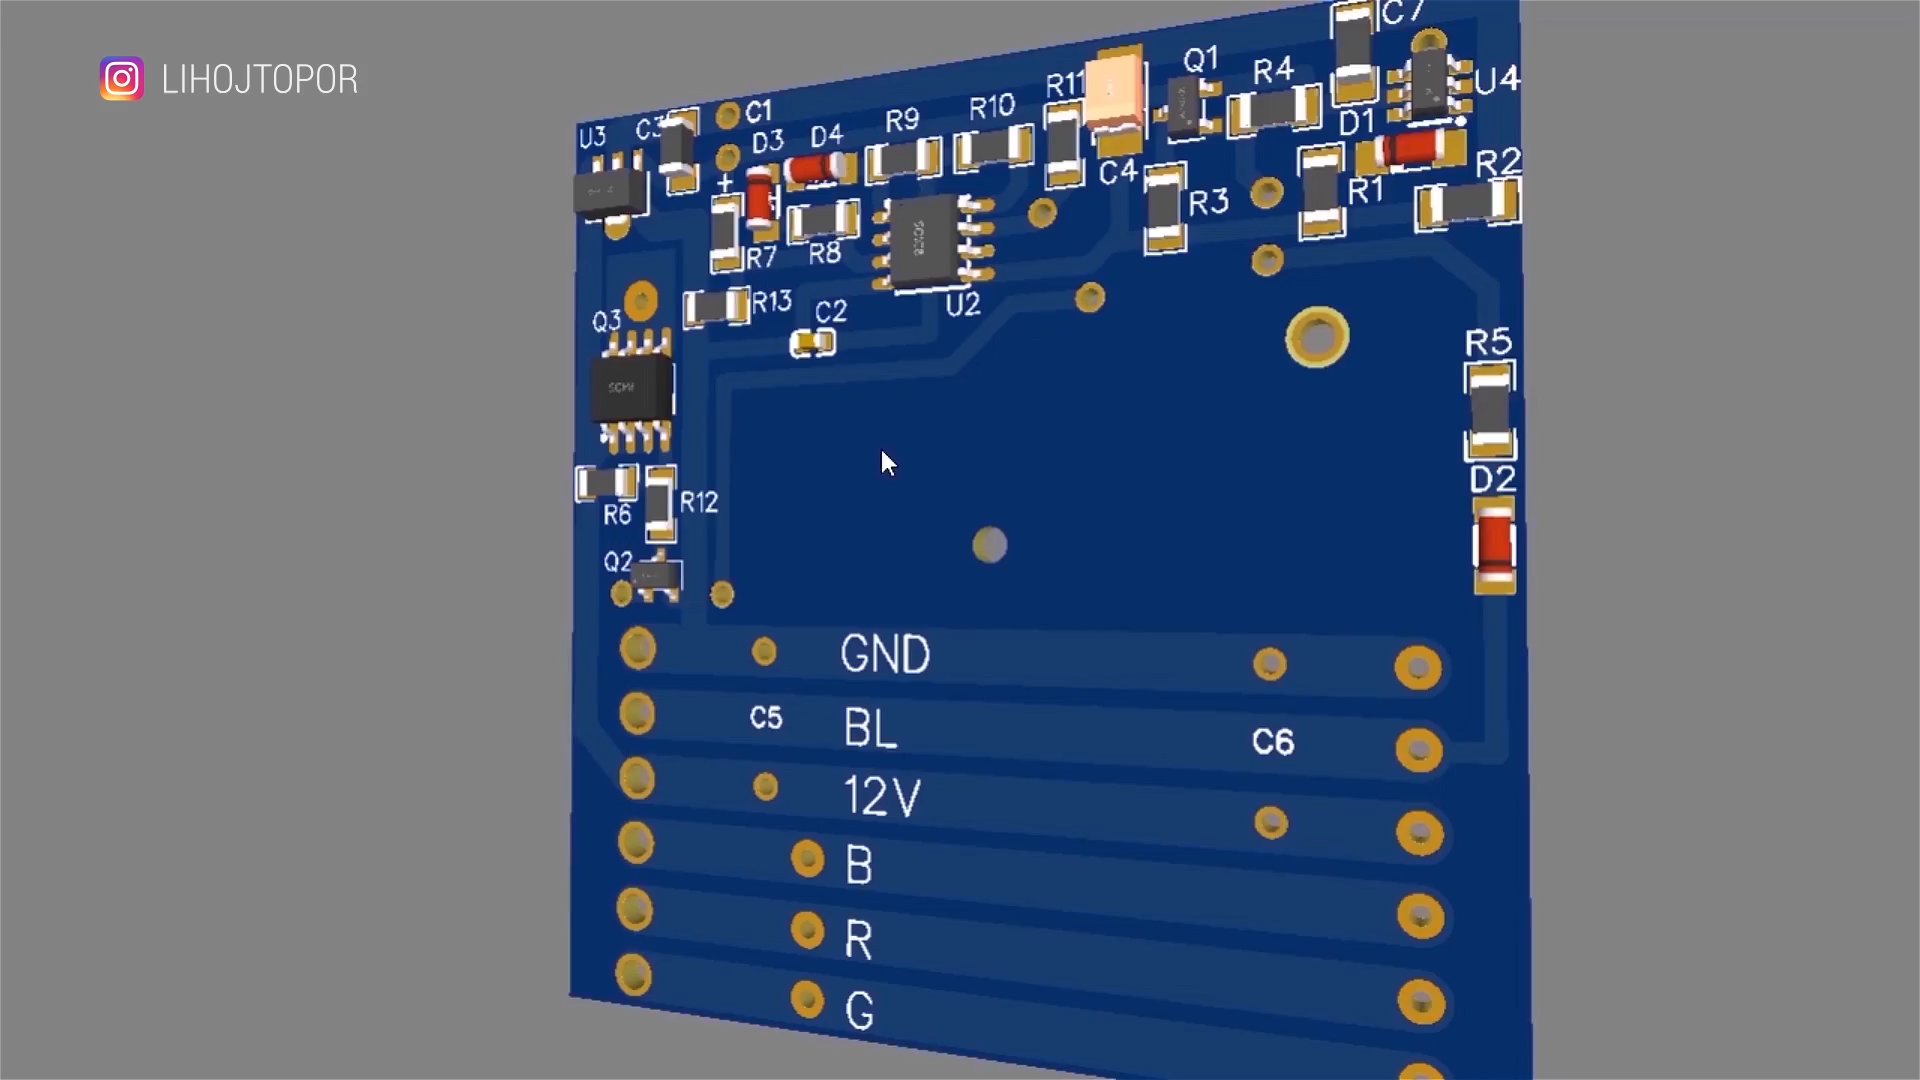 LIHOJTOPOR
C7
Q1
R4
U4
R11
C1
R10
R9
D1
U3
C3
D3
D4
C4
R2
R3
R1
+
R7
R8
U2
R13
C2
Q3
R5
D2
R12
R6
Q2
GND
C5
BL
C6
12V
B
R
G